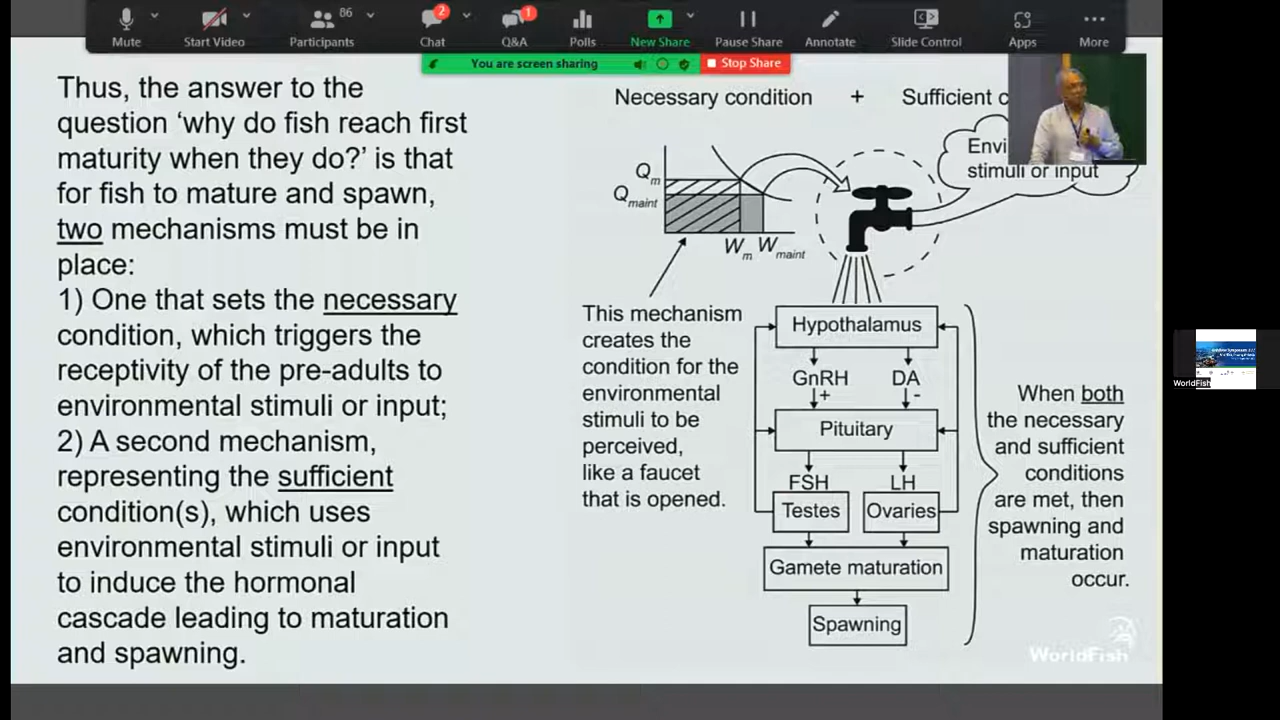 86
2
1
Mute
Start Video
Participants
Chat
Q&A
Polls
New Share
Pause Share
Annotate
Slide Control
Apps
More
You are screen sharing
Stop Share
Thus, the answer to the
question ‘why do fish reach first
maturity when they do?’ is that
for fish to mature and spawn,
two mechanisms must be in
place:
1) One that sets the necessary
condition, which triggers the
receptivity of the pre-adults to
environmental stimuli or input;
2) A second mechanism,
representing the sufficient
condition(s), which uses
environmental stimuli or input
to induce the hormonal
cascade leading to maturation
and spawning.
Necessary condition + Sufficient c
Envi
stimuli or input
Qm
Qmaint
Wm Wmaint
This mechanism
creates the
condition for the
environmental
stimuli to be
perceived,
like a faucet
that is opened.
Hypothalamus
GnRH DA
+ -
Pituitary
FSH LH
Testes Ovaries
Gamete maturation
Spawning
When both
the necessary
and sufficient
conditions
are met, then
spawning and
maturation
occur.
WorldFish
WorldFish